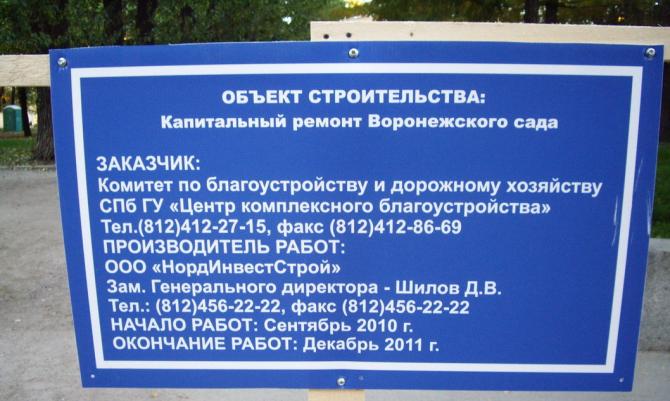 ОБЪЕКТ СТРОИТЕЛЬСТВА:
Капитальный ремонт Воронежского сада
ЗАКАЗЧИК:
Комитет по благоустройству и дорожному хозяйству
СПб ГУ «Центр комплексного благоустройства»
Тел.(812)412-27-15, факс (812)412-86-69
ПРОИЗВОДИТЕЛЬ РАБОТ:
ООО «НордИнвестСтрой»
Зам. Генерального директора - Шилов Д.В.
Тел.: (812)456-22-22, факс (812)456-22-22
НАЧАЛО РАБОТ: Сентябрь 2010 г.
ОКОНЧАНИЕ РАБОТ: Декабрь 2011 г.